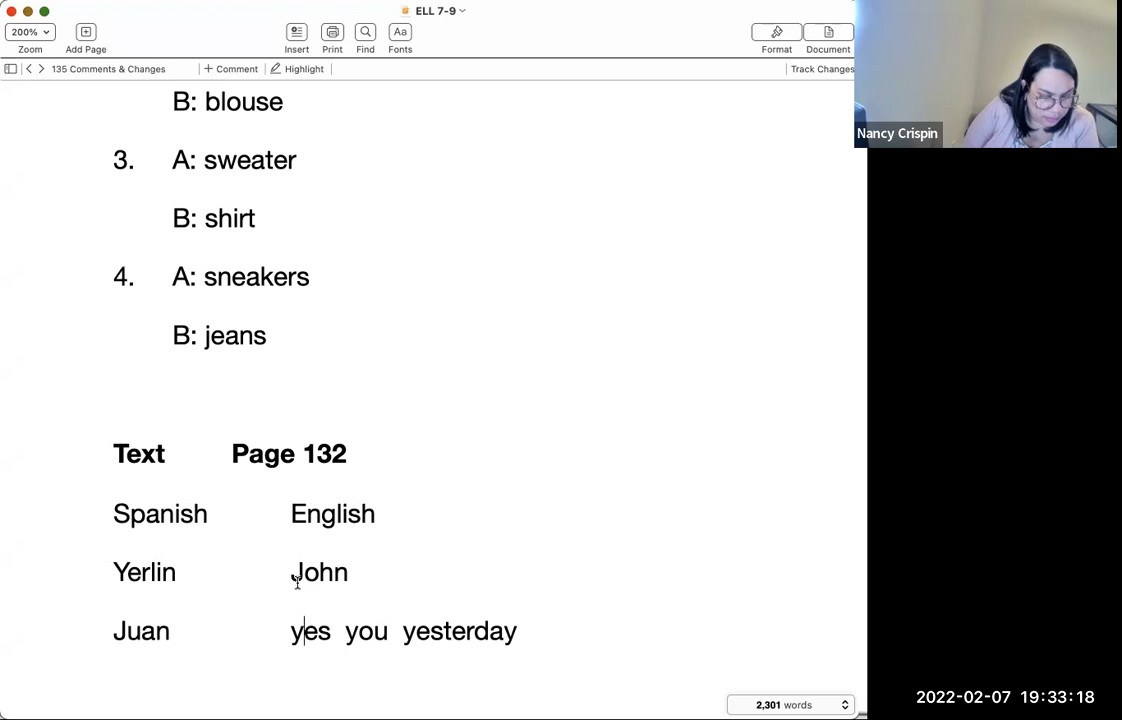 ELL 7-9
200%
Zoom
Add Page
Insert
Print
Find
Aa
Fonts
Format
Document
135 Comments & Changes
+ Comment
Highlight
Track Changes
Nancy Crispin
B: blouse
3. A: sweater
B: shirt
4. A: sneakers
B: jeans
Text Page 132
Spanish English
Yerlin John
Juan yes you yesterday
2,301 words
2022-02-07 19:33:18